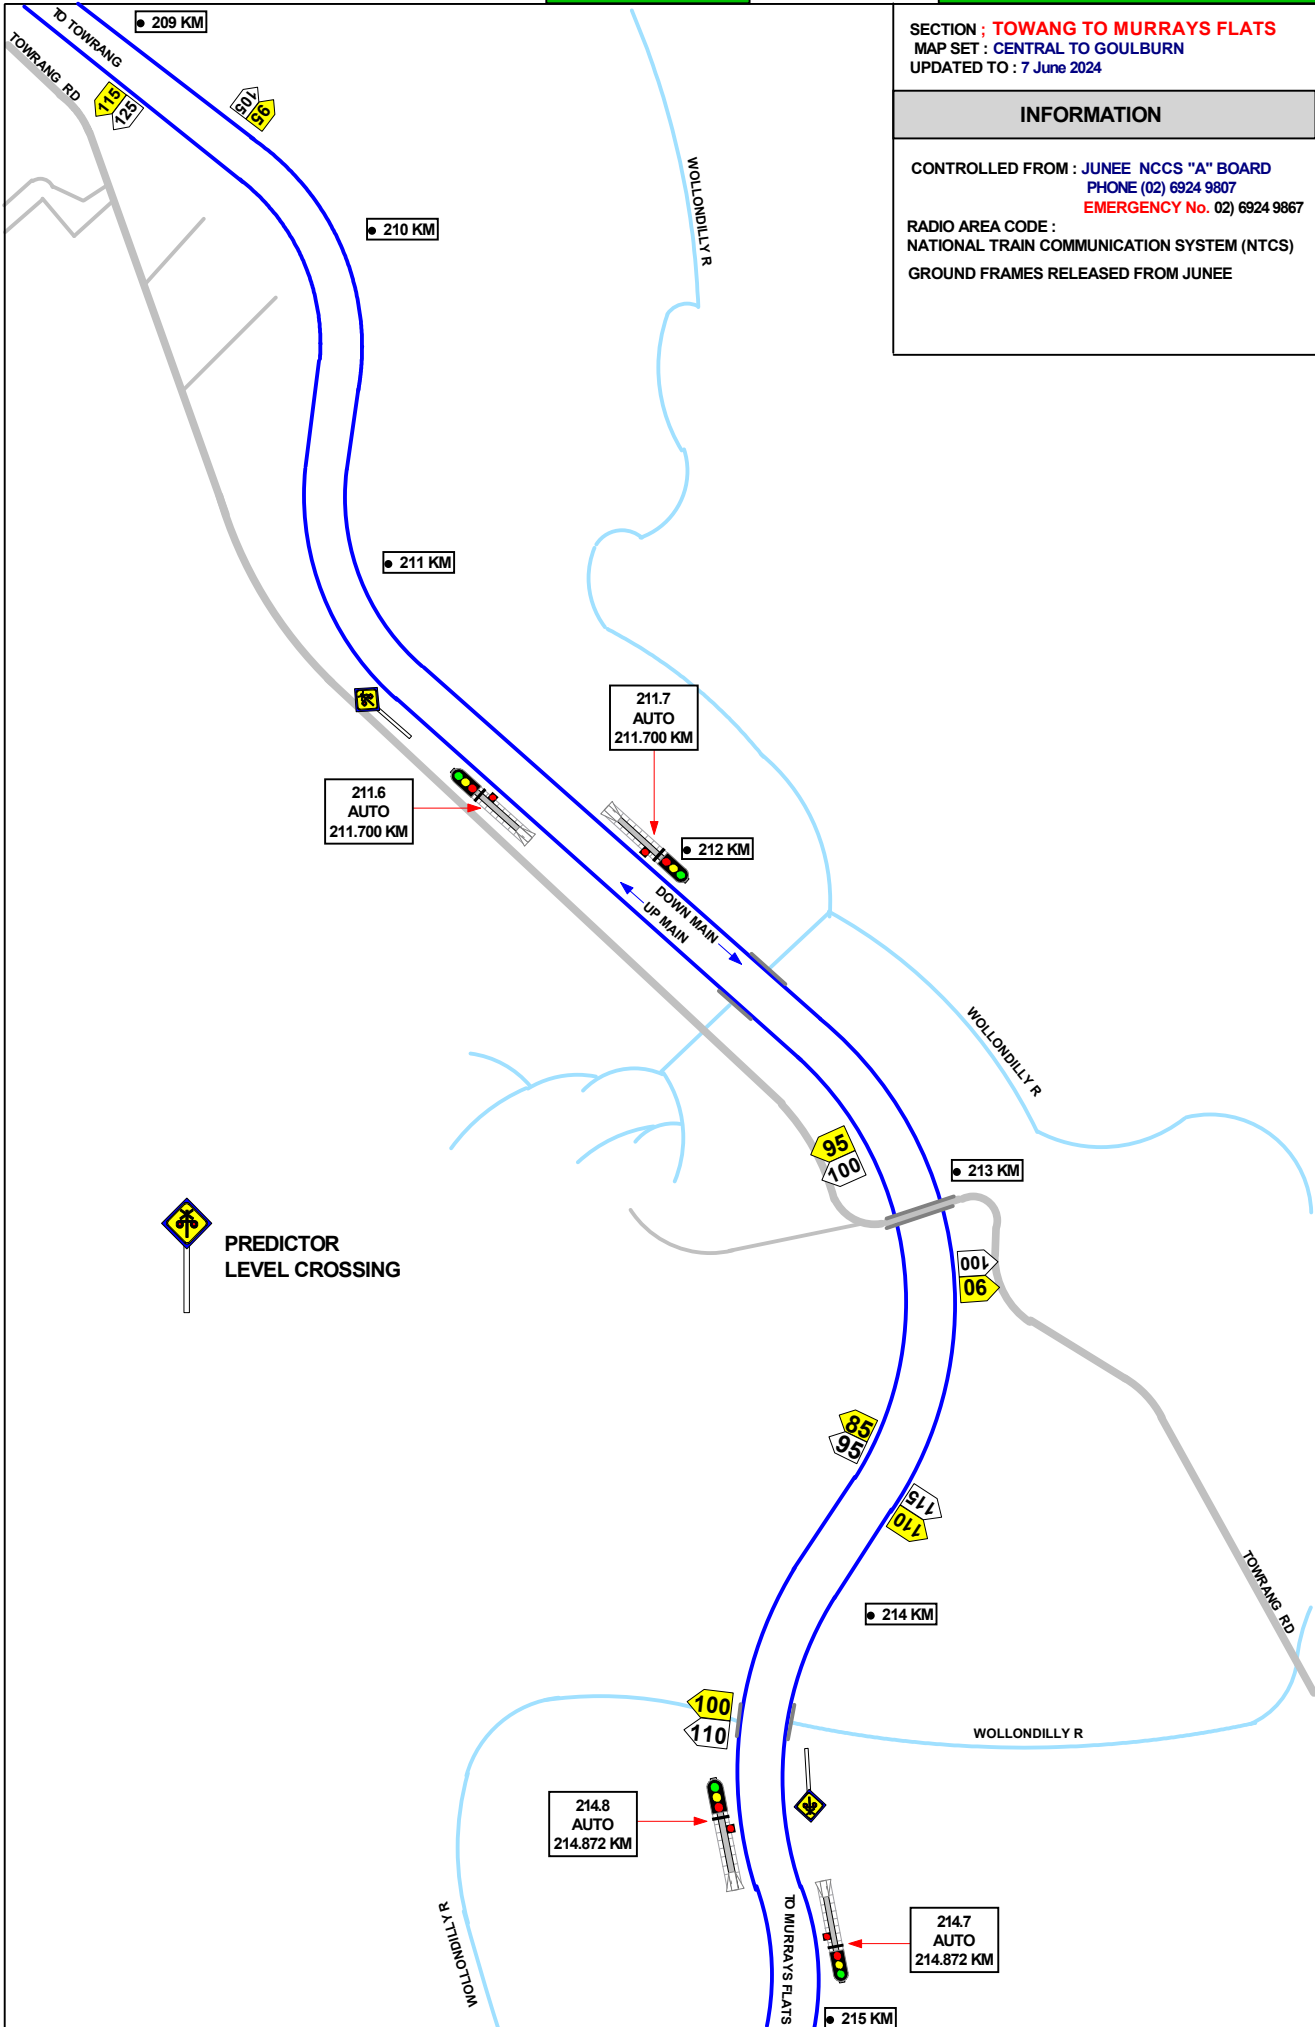 SECTION ; TOWANG TO MURRAYS FLATS
MAP SET : CENTRAL TO GOULBURN
UPDATED TO : 7 June 2024
INFORMATION
CONTROLLED FROM : JUNEE NCCS "A" BOARD
PHONE (02) 6924 9807
EMERGENCY No. 02) 6924 9867
RADIO AREA CODE :
NATIONAL TRAIN COMMUNICATION SYSTEM (NTCS)
GROUND FRAMES RELEASED FROM JUNEE
209 KM
TO TOWRANG
TOWRANG RD
115
125
105
95
WOLLONDILLY R
210 KM
211 KM
211.7
AUTO
211.700 KM
211.6
AUTO
211.700 KM
212 KM
DOWN MAIN
UP MAIN
WOLLONDILLY R
95
100
213 KM
PREDICTOR
LEVEL CROSSING
100
90
85
95
115
110
TOWRANG RD
214 KM
100
110
WOLLONDILLY R
214.8
AUTO
214.872 KM
WOLLONDILLY R
TO MURRAYS FLATS
214.7
AUTO
214.872 KM
215 KM